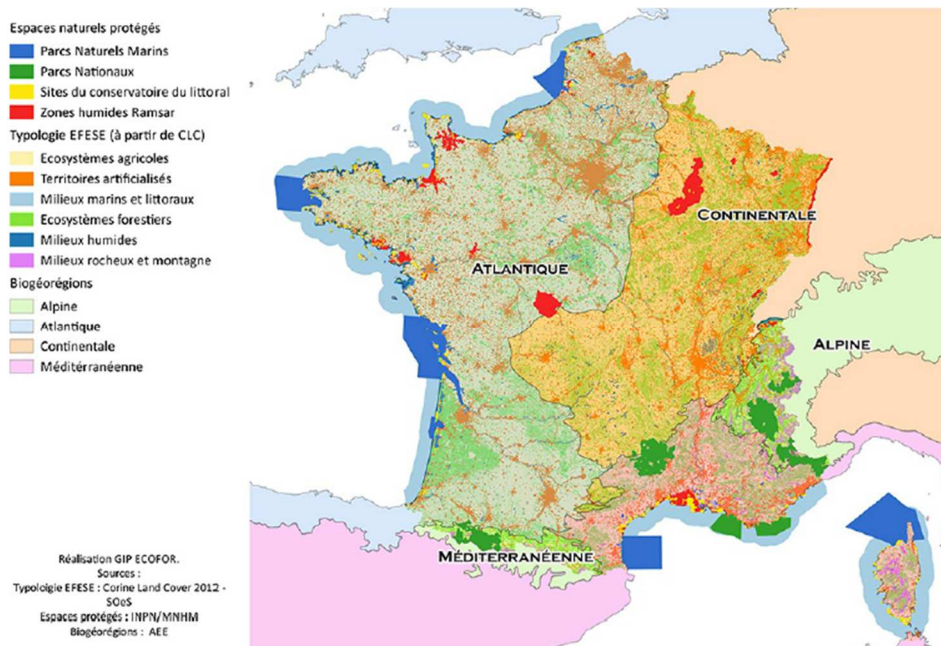 Espaces naturels protégés
Parcs Naturels Marins
Parcs Nationaux
Sites du conservatoire du littoral
Zones humides Ramsar
Typologie EFESE (à partir de CLC)
Ecosystèmes agricoles
Territoires artificialisés
Milieux marins et littoraux
Ecosystèmes forestiers
Milieux humides
Milieux rocheux et montagne
Biogéorégions
Alpine
Atlantique
Continentale
Méditérranéenne
CONTINENTALE
ATLANTIQUE
ALPINE
MÉDITERRANÉENNE
Réalisation GIP ECOFOR.
Sources :
Typoloigie EFESE : Corine Land Cover 2012 -
SOeS
Espaces protégés : INPN/MNHM
Biogéorégions : AEE